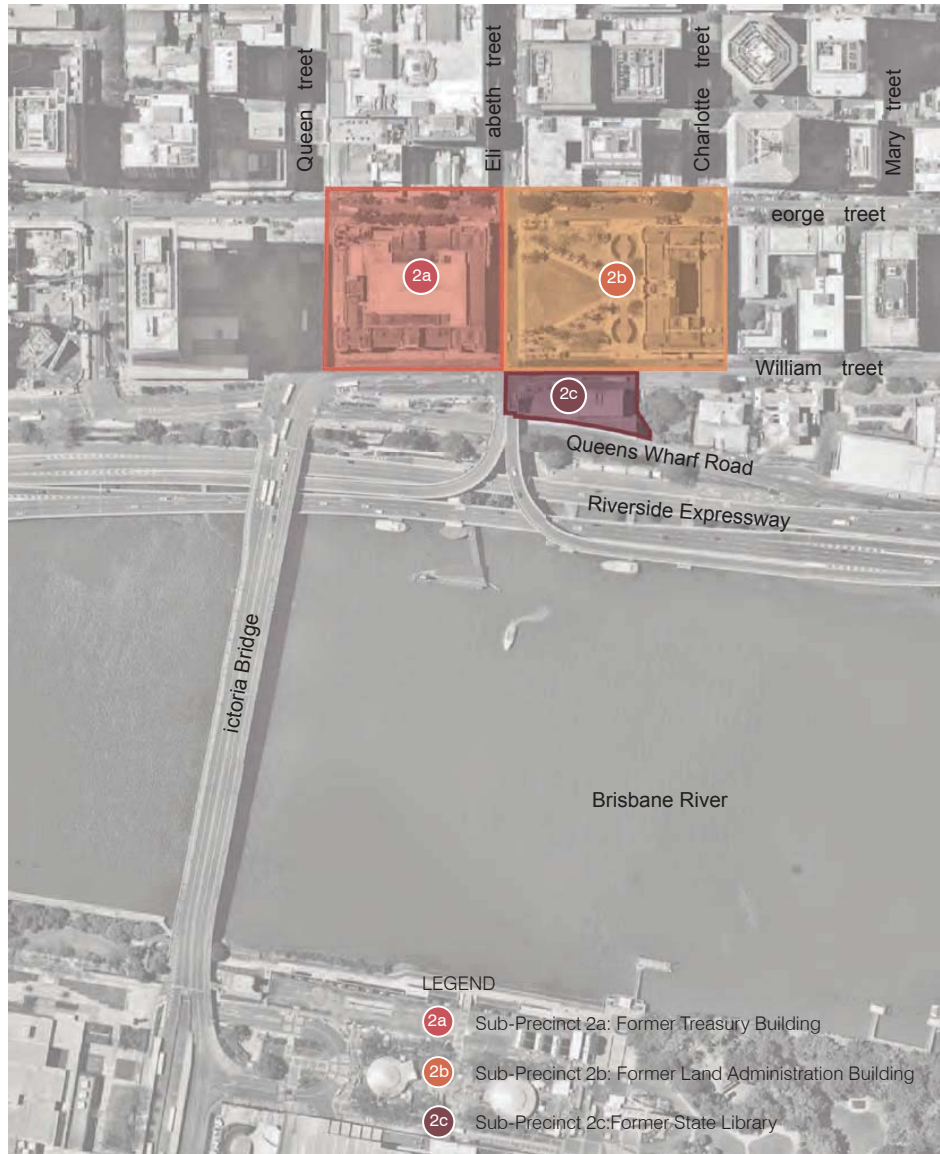 Queen treet
Eli abeth treet
Charlotte treet
Mary treet
eorge treet
2a
2b
William treet
2c
Queens Wharf Road
Riverside Expressway
ictoria Bridge
Brisbane River
LEGEND
2a Sub-Precinct 2a: Former Treasury Building
2b Sub-Precinct 2b: Former Land Administration Building
2c Sub-Precinct 2c:Former State Library